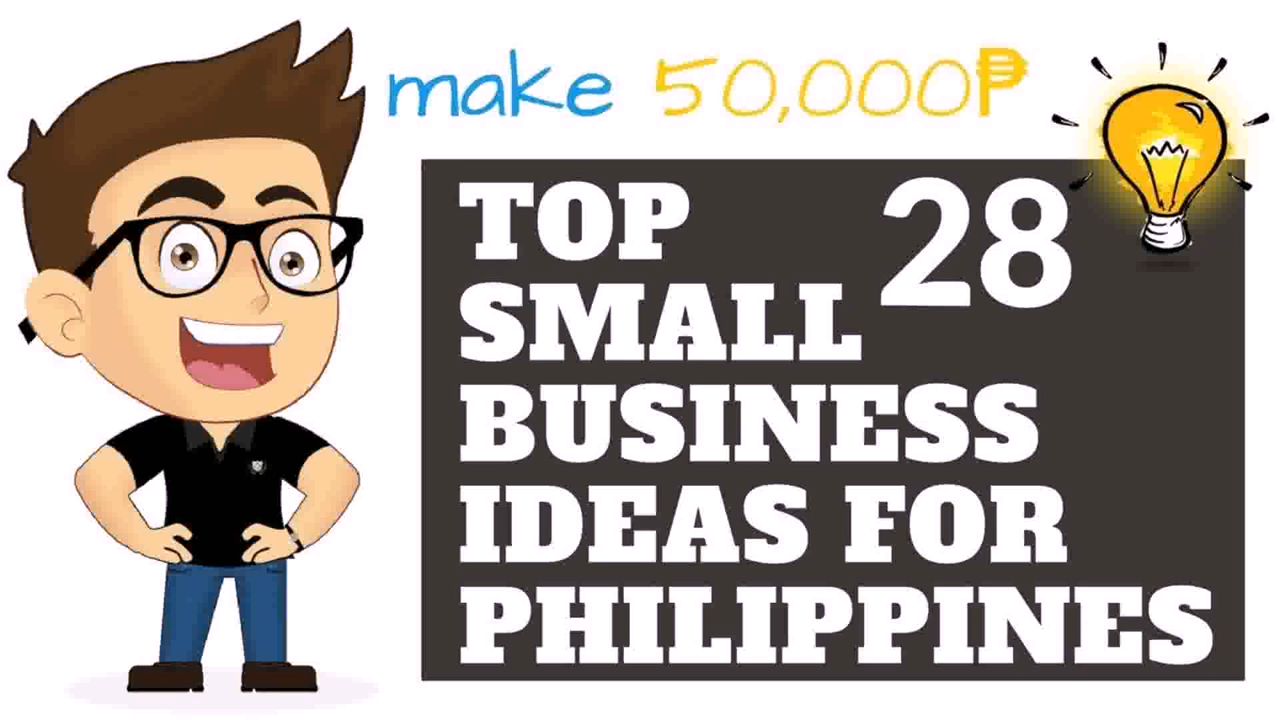 make 50,000₱
TOP 28
SMALL
BUSINESS
IDEAS FOR
PHILIPPINES